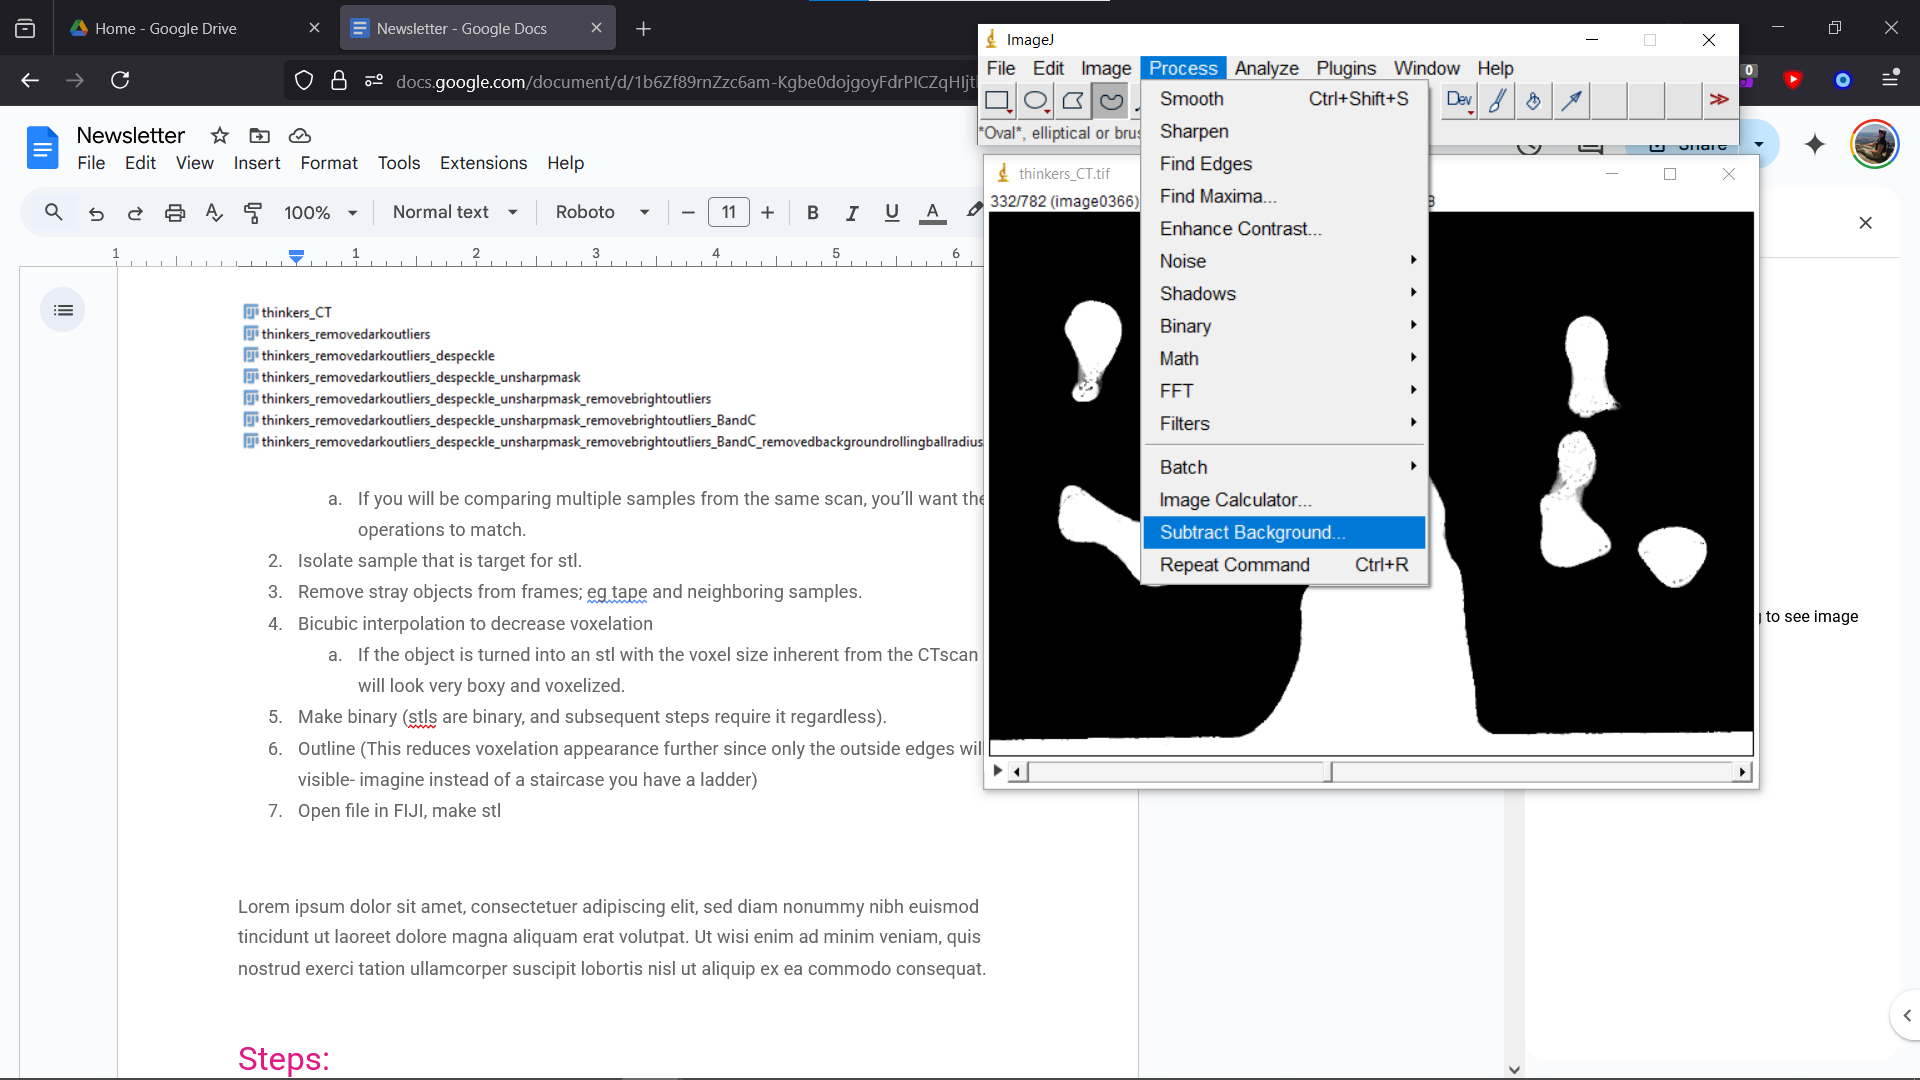 Home - Google Drive
Newsletter - Google Docs
docs.google.com/document/d/1b6Zf89rnZzc6am-Kgbe0dojgoyFdrPICZqHIjtl
0
Newsletter
File Edit View Insert Format Tools Extensions Help
Share
100% Normal text Roboto 11 B I U A
1 1 2 3 4 5 6
thinkers_CT
thinkers_removedarkoutliers
thinkers_removedarkoutliers_despeckle
thinkers_removedarkoutliers_despeckle_unsharpmask
thinkers_removedarkoutliers_despeckle_unsharpmask_removebrightoutliers
thinkers_removedarkoutliers_despeckle_unsharpmask_removebrightoutliers_BandC
thinkers_removedarkoutliers_despeckle_unsharpmask_removebrightoutliers_BandC_removedbackgroundrollingballradius
a. If you will be comparing multiple samples from the same scan, you'll want the
operations to match.
2. Isolate sample that is target for stl.
3. Remove stray objects from frames; eg tape and neighboring samples.
4. Bicubic interpolation to decrease voxelation
a. If the object is turned into an stl with the voxel size inherent from the CTscan
will look very boxy and voxelized.
5. Make binary (stls are binary, and subsequent steps require it regardless).
6. Outline (This reduces voxelation appearance further since only the outside edges wil
visible- imagine instead of a staircase you have a ladder)
7. Open file in FIJI, make stl
Lorem ipsum dolor sit amet, consectetuer adipiscing elit, sed diam nonummy nibh euismod
tincidunt ut laoreet dolore magna aliquam erat volutpat. Ut wisi enim ad minim veniam, quis
nostrud exerci tation ullamcorper suscipit lobortis nisl ut aliquip ex ea commodo consequat.
Steps:
ImageJ
File Edit Image Process Analyze Plugins Window Help
Dev
*Oval*, elliptical or brus
thinkers_CT.tif
332/782 (image0366)
Smooth Ctrl+Shift+S
Sharpen
Find Edges
Find Maxima...
Enhance Contrast...
Noise
Shadows
Binary
Math
FFT
Filters
Batch
Image Calculator...
Subtract Background...
Repeat Command Ctrl+R
to see image